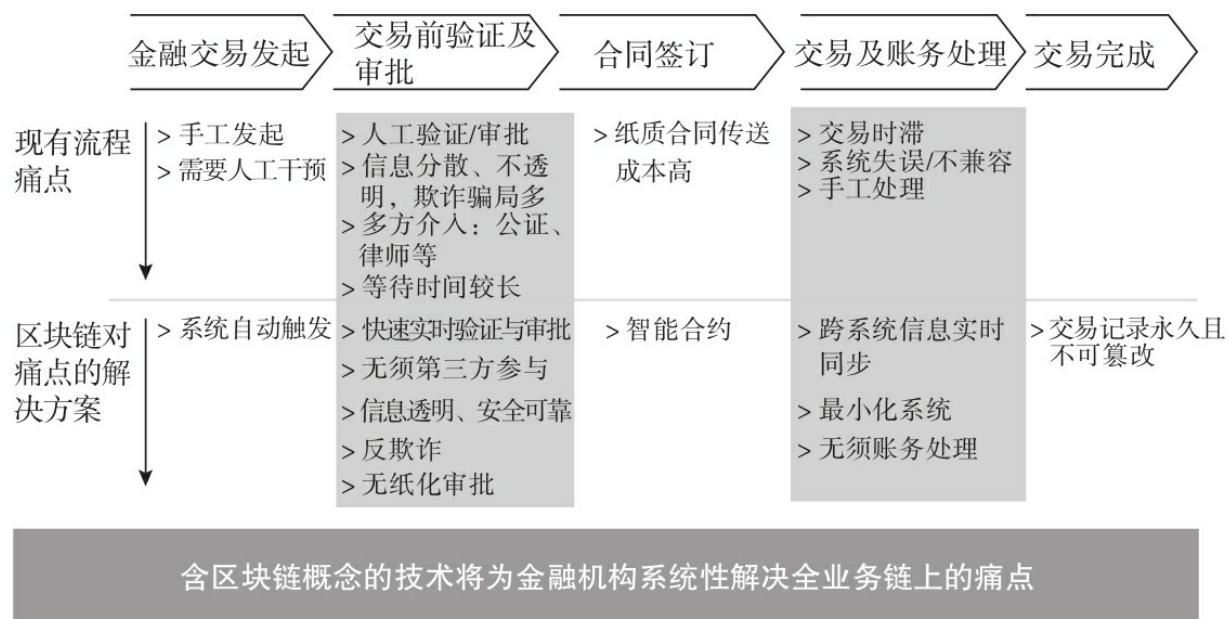 金融交易发起
交易前验证及
审批
合同签订
交易及账务处理
交易完成
现有流程
痛点
> 手工发起
> 需要人工干预
> 人工验证/审批
> 信息分散、不透
明，欺诈骗局多
> 多方介入：公证、
律师等
> 等待时间较长
> 纸质合同传送
成本高
> 交易时滞
> 系统失误/不兼容
> 手工处理
区块链对
痛点的解
决方案
> 系统自动触发
> 快速实时验证与审批
> 无须第三方参与
> 信息透明、安全可靠
> 反欺诈
> 无纸化审批
> 智能合约
> 跨系统信息实时
同步
> 最小化系统
> 无须账务处理
> 交易记录永久且
不可篡改
含区块链概念的技术将为金融机构系统性解决全业务链上的痛点